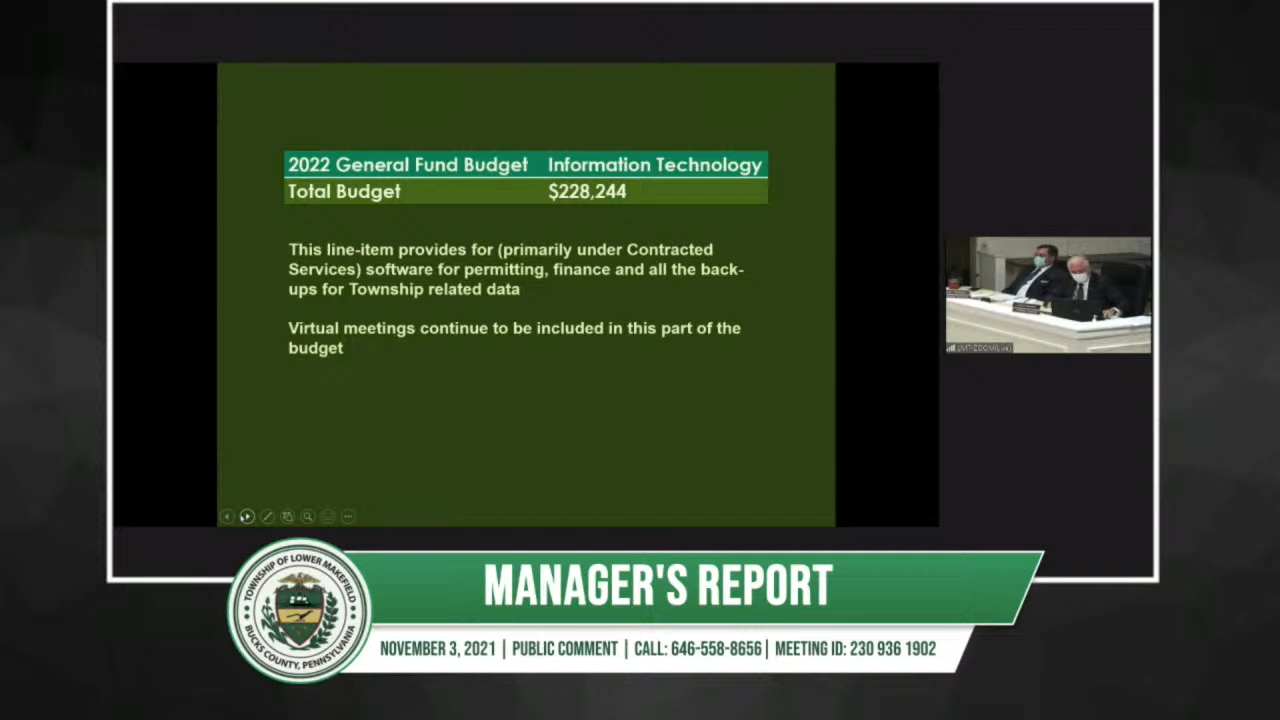 2022 General Fund Budget Information Technology
Total Budget $228,244
This line-item provides for (primarily under Contracted
Services) software for permitting, finance and all the back-
ups for Township related data
Virtual meetings continue to be included in this part of the
budget
TOWNSHIP OF LOWER MAKEFIELD
BUCKS COUNTY, PENNSYLVANIA
MANAGER'S REPORT
NOVEMBER 3, 2021 | PUBLIC COMMENT | CALL: 646-558-8656 | MEETING ID: 230 936 1902